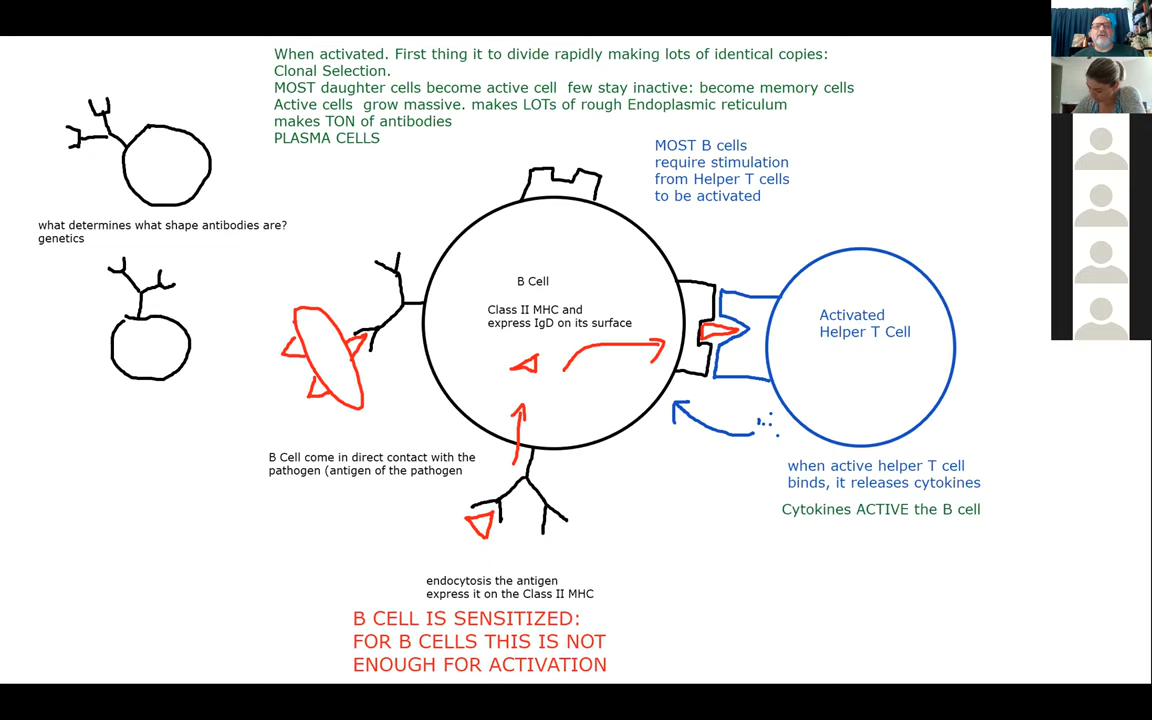 When activated. First thing it to divide rapidly making lots of identical copies:
Clonal Selection.
MOST daughter cells become active cell  few stay inactive: become memory cells
Active cells  grow massive. makes LOTs of rough Endoplasmic reticulum
makes TON of antibodies
PLASMA CELLS
MOST B cells
require stimulation
from Helper T cells
to be activated
what determines what shape antibodies are?
genetics
B Cell
Class II MHC and
express IgD on its surface
Activated
Helper T Cell
B Cell come in direct contact with the
pathogen (antigen of the pathogen
when active helper T cell
binds, it releases cytokines
Cytokines ACTIVE the B cell
endocytosis the antigen
express it on the Class II MHC
B CELL IS SENSITIZED:
FOR B CELLS THIS IS NOT
ENOUGH FOR ACTIVATION